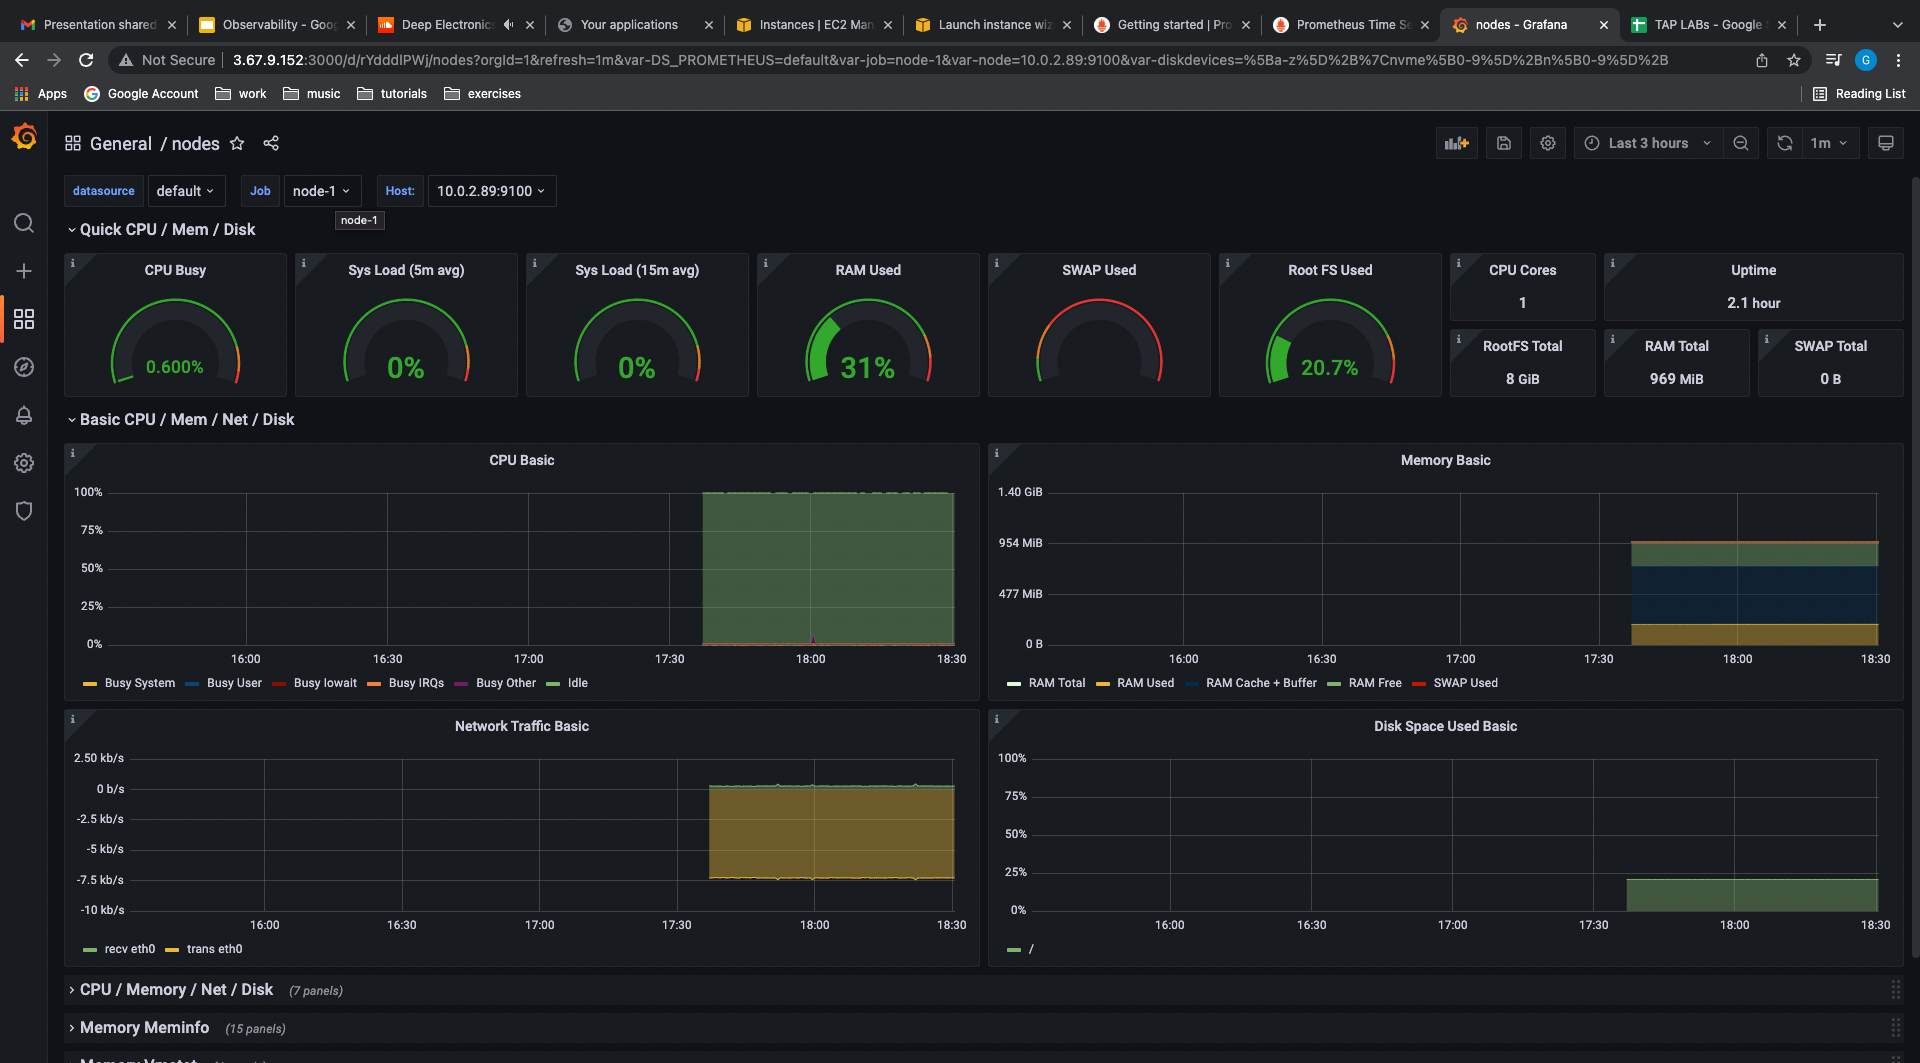 Presentation shared
Observability - Goo
Deep Electronic
Your applications
Instances | EC2 Man
Launch instance wiz
Getting started | Pro
Prometheus Time Se
nodes - Grafana
TAP LABs - Google
Not Secure
3.67.9.152:3000/d/rYdddlPWj/nodes?orgId=1&refresh=1m&var-DS_PROMETHEUS=default&var-job=node-1&var-node=10.0.2.89:9100&var-diskdevices=%5Ba-z%5D%2B%7Cnvme%5B0-9%5D%2Bn%5B0-9%5D%2B
G
Apps
Google Account
work
music
tutorials
exercises
Reading List
General / nodes
Last 3 hours
1m
datasource
default
Job
node-1
Host:
10.0.2.89:9100
node-1
Quick CPU / Mem / Disk
CPU Busy
0.600%
Sys Load (5m avg)
0%
Sys Load (15m avg)
0%
RAM Used
31%
SWAP Used
Root FS Used
20.7%
CPU Cores
1
Uptime
2.1 hour
RootFS Total
8 GiB
RAM Total
969 MiB
SWAP Total
0 B
Basic CPU / Mem / Net / Disk
CPU Basic
100%
75%
50%
25%
0%
16:00 16:30 17:00 17:30 18:00 18:30
Busy System Busy User Busy Iowait Busy IRQs Busy Other Idle
Memory Basic
1.40 GiB
954 MiB
477 MiB
0 B
16:00 16:30 17:00 17:30 18:00 18:30
RAM Total RAM Used RAM Cache + Buffer RAM Free SWAP Used
Network Traffic Basic
2.50 kb/s
0 b/s
-2.5 kb/s
-5 kb/s
-7.5 kb/s
-10 kb/s
16:00 16:30 17:00 17:30 18:00 18:30
recv eth0 trans eth0
Disk Space Used Basic
100%
75%
50%
25%
0%
16:00 16:30 17:00 17:30 18:00 18:30
/
CPU / Memory / Net / Disk (7 panels)
Memory Meminfo (15 panels)